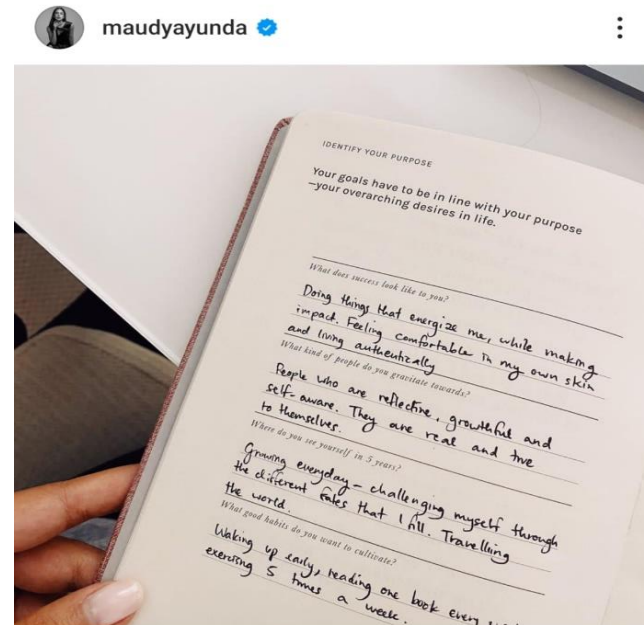 maudyayunda
IDENTIFY YOUR PURPOSE
Your goals have to be in line with your purpose
–your overarching desires in life.
What does success look like to you?
Doing things that energize me, while making
impact. Feeling comfortable in my own skin
and living authentically
What kind of people do you gravitate towards?
People who are reflective, growthful and
self-aware. They are real and true
to themselves.
Where do you see yourself in 5 years?
Growing everyday – challenging myself through
the different that I fill. Travelling
the world.
What good habits do you want to cultivate?
Waking up early, reading one book every
exercising 5 times a week.